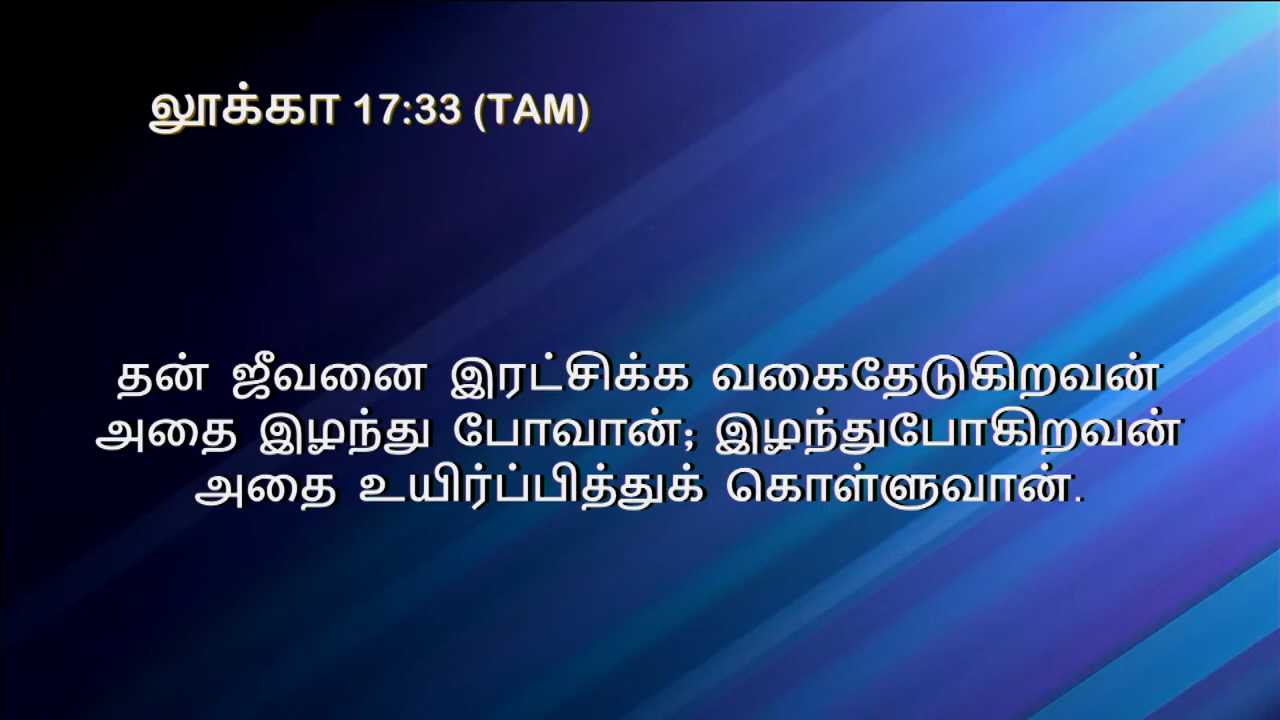 லூக்கா 17:33 (TAM)
தன் ஜீவனை இரட்சிக்க வகைதேடுகிறவன்
அதை இழந்து போவான்; இழந்துபோகிறவன்
அதை உயிர்ப்பித்துக் கொள்ளுவான்.